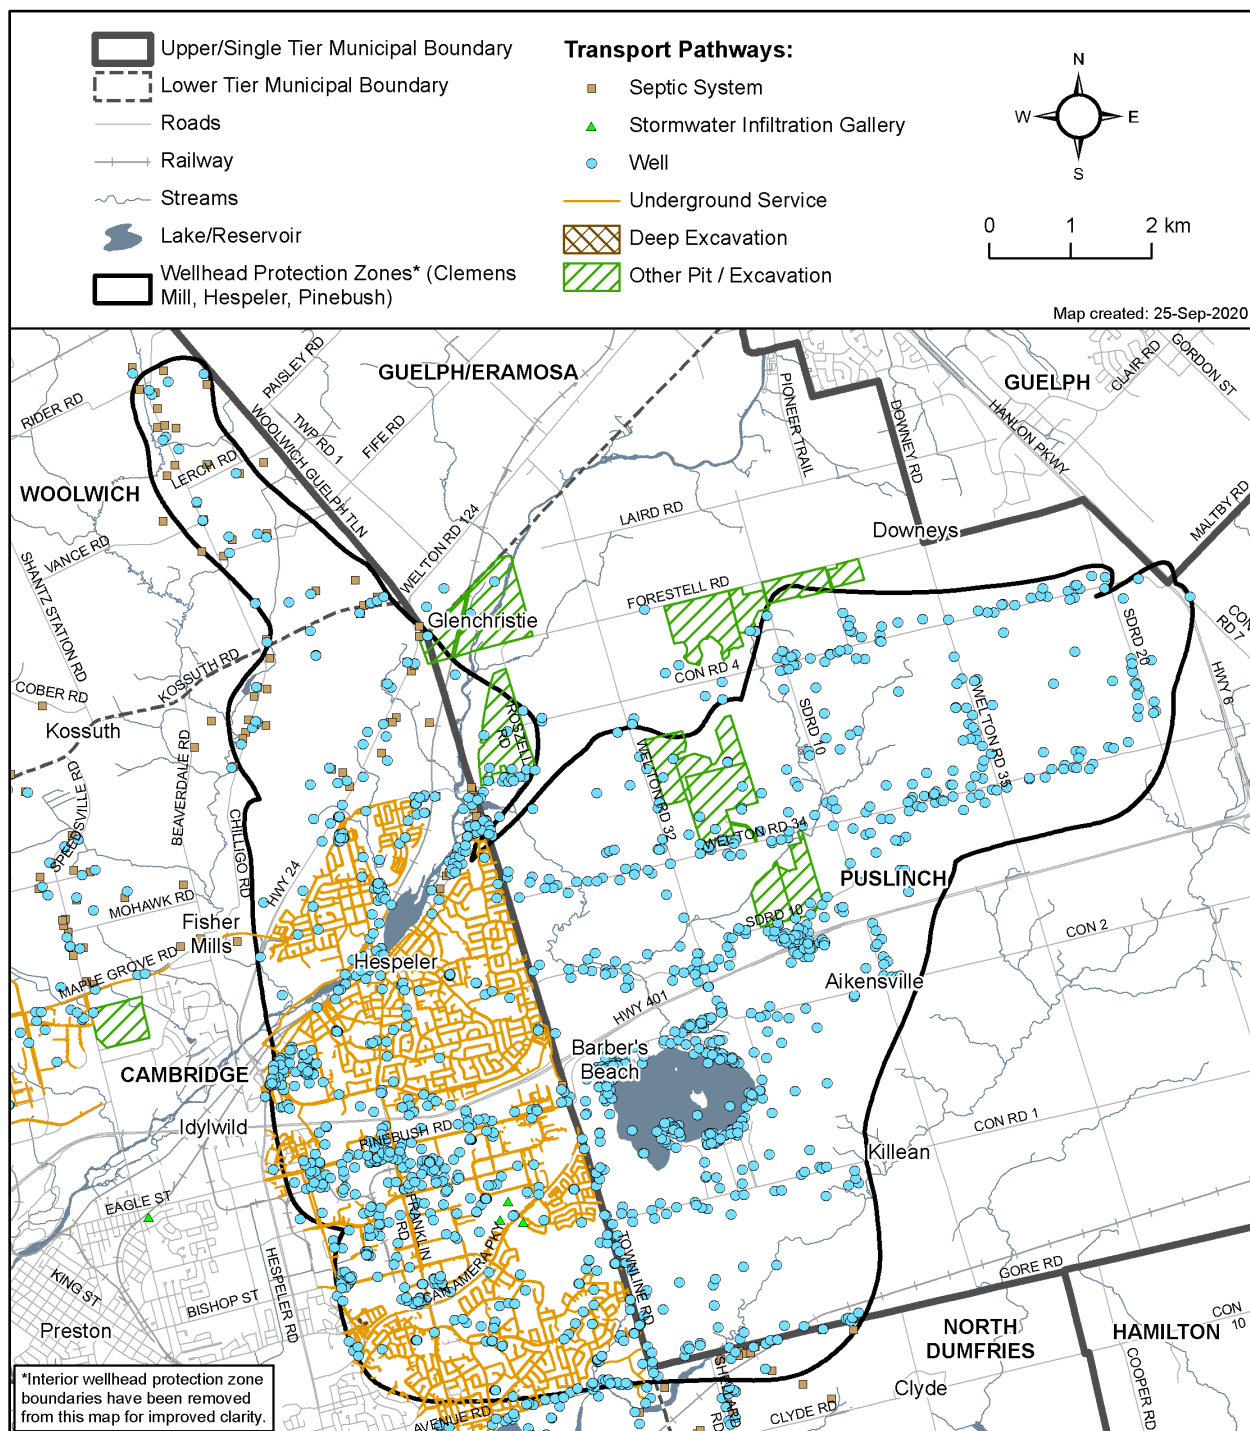 Upper/Single Tier Municipal Boundary
Lower Tier Municipal Boundary
Roads
Railway
Streams
Lake/Reservoir
Wellhead Protection Zones* (Clemens
Mill, Hespeler, Pinebush)
Transport Pathways:
Septic System
Stormwater Infiltration Gallery
Well
Underground Service
Deep Excavation
Other Pit / Excavation
N
W E
S
0 1 2 km
Map created: 25-Sep-2020
GUELPH/ERAMOSA
GUELPH
PAISLEY RD
CLAIR RD
GORDON ST
PIONEER TRAIL
DOWNEY RD
HANLON PKWY
RIDER RD
WOOLWICH GUELPH TLN
TWP RD 1
FIFE RD
LERCH RD
WOOLWICH
MALTBY RD
LAIRD RD
Downeys
VANCE RD
WELTON RD 124
SHANTZ STATION RD
FORESTELL RD
Glenchristie
SDRD 20
CON
RD 7
KOSSUTH RD
CON RD 4
HWY 6
COBER RD
Kossuth
ROSZELL
RD
SDRD 10
WELTON RD 35
BEAVERDALE RD
WELTON RD 32
SPEEDSVILLE RD
CHILLIGO RD
WELTON RD 34
HWY 24
PUSLINCH
MOHAWK RD
Fisher
Mills
SDRD 10
CON 2
MAPLE GROVE RD
Hespeler
Aikensville
HWY 401
Barber's
Beach
CAMBRIDGE
Idylwild
PINEBUSH RD
CON RD 1
Killean
EAGLE ST
FRANKLIN
RD
CAN AMERA PKY
TOWNLINE RD
HESPELER RD
GORE RD
KING ST
BISHOP ST
Preston
NORTH
DUMFRIES
HAMILTON
CON
10
COOPER RD
SHELLARD
RD
Clyde
CLYDE RD
AVENUE RD
*Interior wellhead protection zone
boundaries have been removed
from this map for improved clarity.